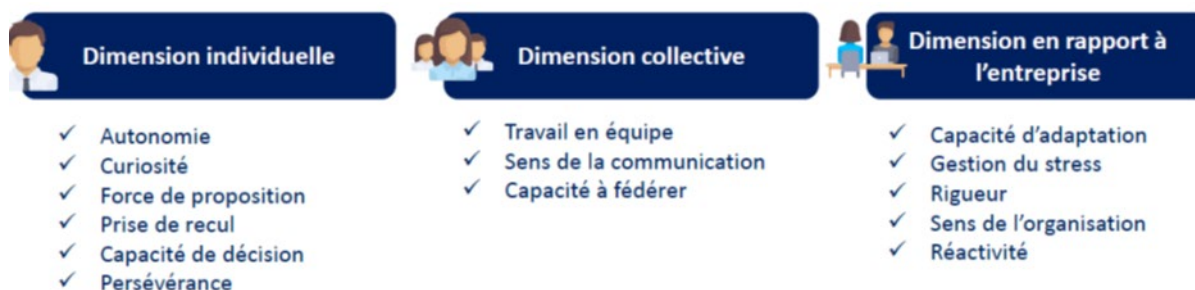 Dimension individuelle
✓ Autonomie
✓ Curiosité
✓ Force de proposition
✓ Prise de recul
✓ Capacité de décision
✓ Persévérance
Dimension collective
✓ Travail en équipe
✓ Sens de la communication
✓ Capacité à fédérer
Dimension en rapport à
l’entreprise
✓ Capacité d’adaptation
✓ Gestion du stress
✓ Rigueur
✓ Sens de l’organisation
✓ Réactivité